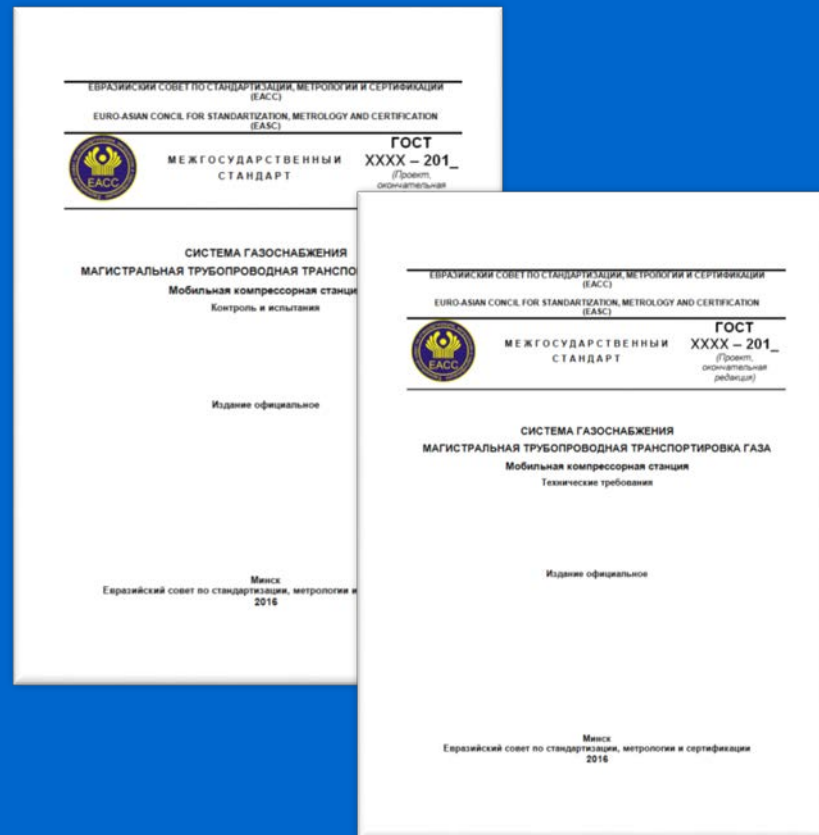 ЕВРАЗИЙСКИЙ СОВЕТ ПО СТАНДАРТИЗАЦИИ, МЕТРОЛОГИИ И СЕРТИФИКАЦИИ
(ЕАСС)
EURO-ASIAN CONCIL FOR STANDARTIZATION, METROLOGY AND CERTIFICATION
(EASC)
ЕАСС
МЕЖГОСУДАРСТВЕННЫЙ
СТАНДАРТ
ГОСТ
ХХХХ – 201_
(Проект,
окончательная
СИСТЕМА ГАЗОСНАБЖЕНИЯ
МАГИСТРАЛЬНАЯ ТРУБОПРОВОДНАЯ ТРАНСПО
Мобильная компрессорная станци
Контроль и испытания
Издание официальное
Минск
Евразийский совет по стандартизации, метрологии и
2016
ЕВРАЗИЙСКИЙ СОВЕТ ПО СТАНДАРТИЗАЦИИ, МЕТРОЛОГИИ И СЕРТИФИКАЦИИ
(ЕАСС)
EURO-ASIAN CONCIL FOR STANDARTIZATION, METROLOGY AND CERTIFICATION
(EASC)
ЕАСС
МЕЖГОСУДАРСТВЕННЫЙ
СТАНДАРТ
ГОСТ
ХХХХ – 201_
(Проект,
окончательная
редакция)
СИСТЕМА ГАЗОСНАБЖЕНИЯ
МАГИСТРАЛЬНАЯ ТРУБОПРОВОДНАЯ ТРАНСПОРТИРОВКА ГАЗА
Мобильная компрессорная станция
Технические требования
Издание официальное
Минск
Евразийский совет по стандартизации, метрологии и сертификации
2016